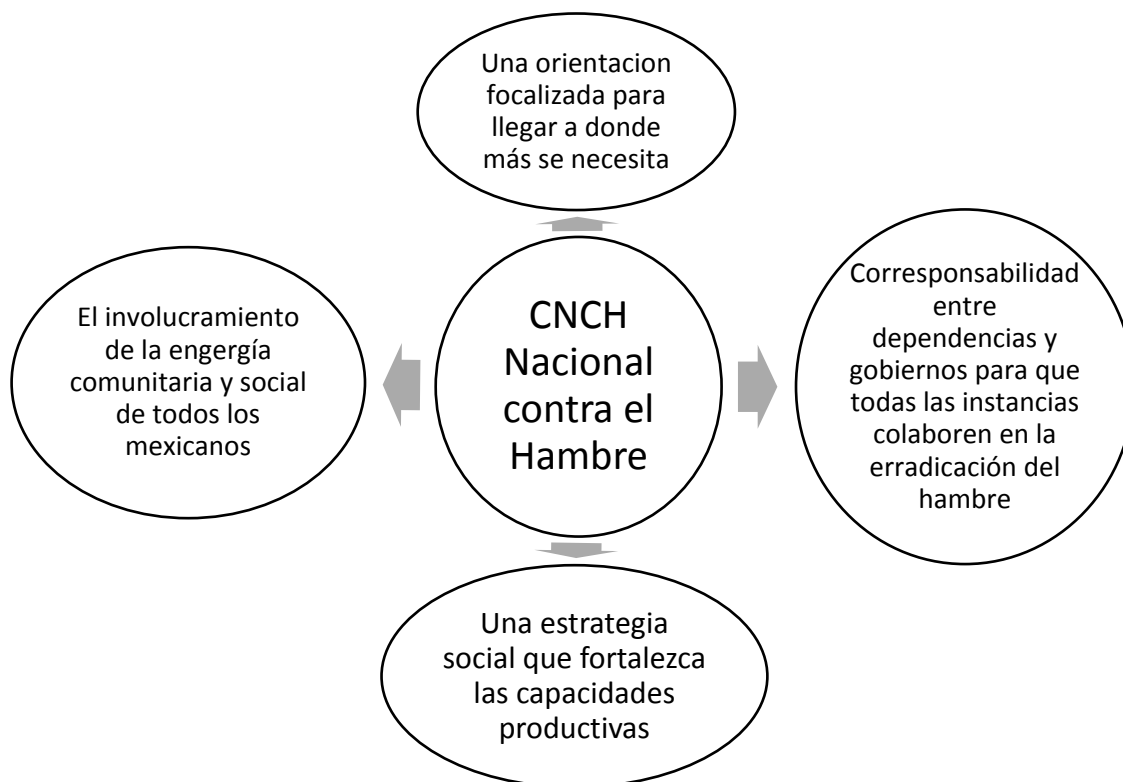 Una orientacion
focalizada para
llegar a donde
más se necesita
El involucramiento
de la engergía
comunitaria y social
de todos los
mexicanos
CNCH
Nacional
contra el
Hambre
Corresponsabilidad
entre
dependencias y
gobiernos para que
todas las instancias
colaboren en la
erradicación del
hambre
Una estrategia
social que fortalezca
las capacidades
productivas